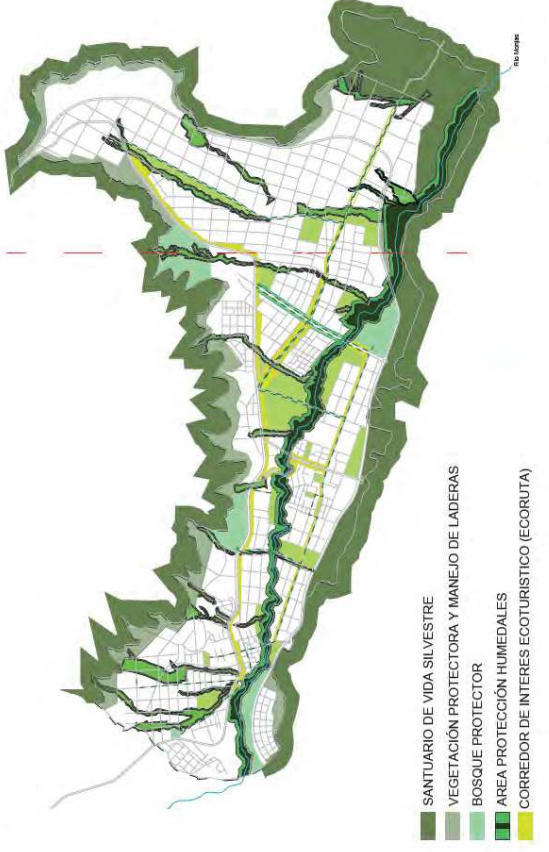 Río Monjas
SANTUARIO DE VIDA SILVESTRE
VEGETACIÓN PROTECTORA Y MANEJO DE LADERAS
BOSQUE PROTECTOR
AREA PROTECCIÓN HUMEDALES
CORREDOR DE INTERES ECOTURISTICO (ECORUTA)